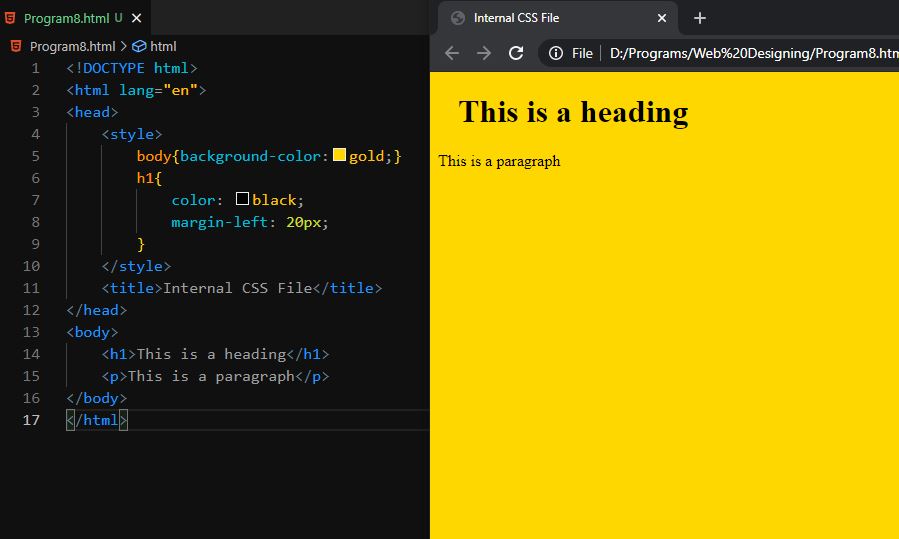 Program8.html U
Program8.html > html
1 <!DOCTYPE html>
2 <html lang="en">
3 <head>
4 <style>
5 body{background-color: gold;}
6 h1{
7 color: black;
8 margin-left: 20px;
9 }
10 </style>
11 <title>Internal CSS File</title>
12 </head>
13 <body>
14 <h1>This is a heading</h1>
15 <p>This is a paragraph</p>
16 </body>
17 </html>
Internal CSS File
File | D:/Programs/Web%20Designing/Program8.htm
This is a heading
This is a paragraph